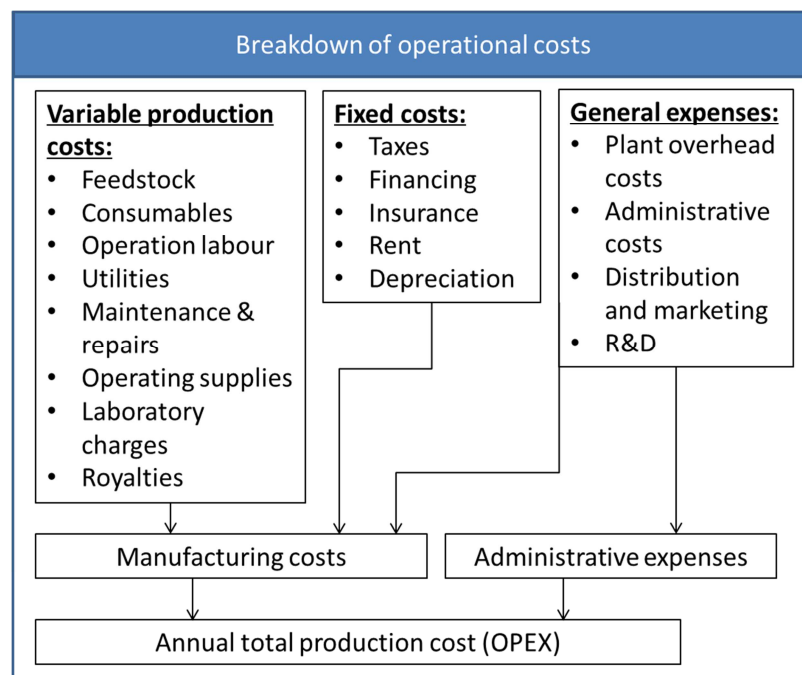 Breakdown of operational costs
Variable production
costs:
• Feedstock
• Consumables
• Operation labour
• Utilities
• Maintenance &
repairs
• Operating supplies
• Laboratory
charges
• Royalties
Fixed costs:
• Taxes
• Financing
• Insurance
• Rent
• Depreciation
General expenses:
• Plant overhead
costs
• Administrative
costs
• Distribution
and marketing
• R&D
Manufacturing costs
Administrative expenses
Annual total production cost (OPEX)